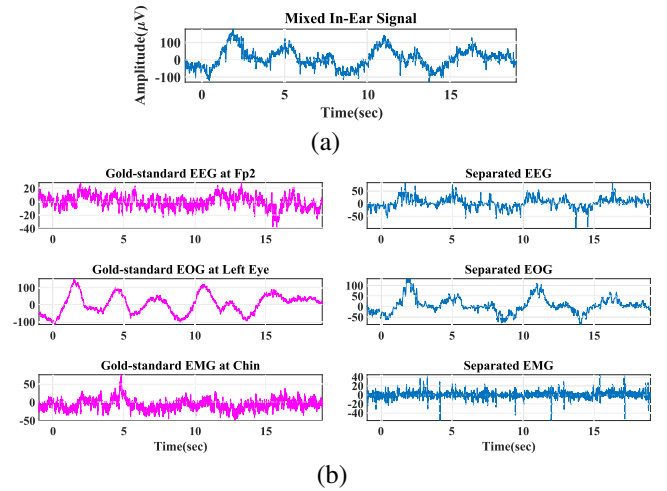 Mixed In-Ear Signal
Amplitude(μV)
100
0
-100
0 5 10 15
Time(sec)
(a)
Gold-standard EEG at Fp2
20
0
-20
-40
0 5 10 15
Separated EEG
50
0
-50
0 5 10 15
Gold-standard EOG at Left Eye
100
0
-100
0 5 10 15
Separated EOG
100
50
0
-50
0 5 10 15
Gold-standard EMG at Chin
50
0
-50
0 5 10 15
Time(sec)
Separated EMG
40
20
0
-20
-40
0 5 10 15
Time(sec)
(b)